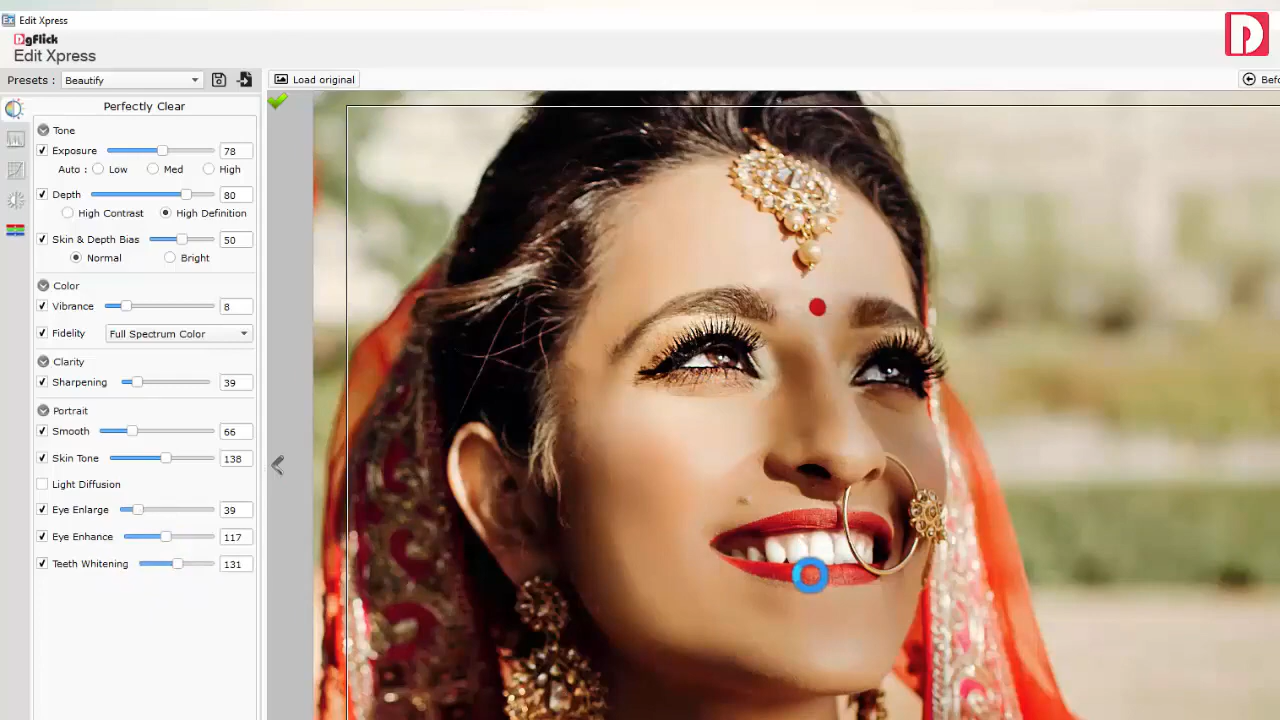 Edit Xpress
DgFlick
Edit Xpress
Presets : Beautify
Load original
Perfectly Clear
Tone
Exposure 78
Auto : Low Med High
Depth 80
High Contrast High Definition
Skin & Depth Bias 50
Normal Bright
Color
Vibrance 8
Fidelity Full Spectrum Color
Clarity
Sharpening 39
Portrait
Smooth 66
Skin Tone 138
Light Diffusion
Eye Enlarge 39
Eye Enhance 117
Teeth Whitening 131
D
Befo